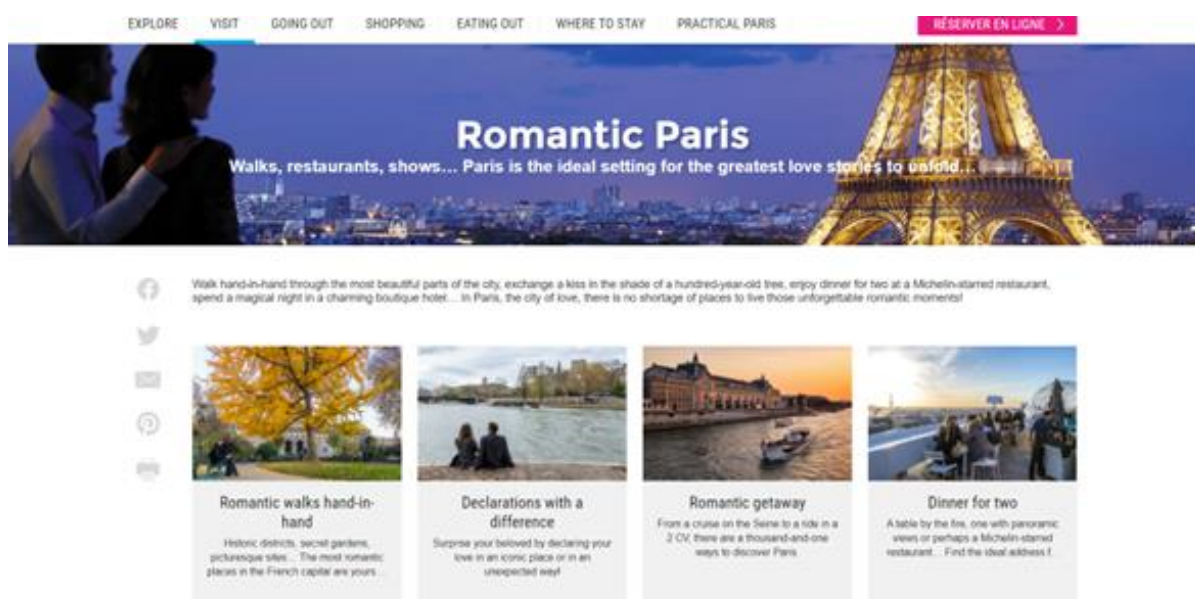 EXPLORE VISIT GOING OUT SHOPPING EATING OUT WHERE TO STAY PRACTICAL PARIS RÉSERVER EN LIGNE >
Romantic Paris
Walks, restaurants, shows... Paris is the ideal setting for the greatest love stories to unfold...
Walk hand-in-hand through the most beautiful parts of the city, exchange a kiss in the shade of a hundred-year-old tree, enjoy dinner for two at a Michelin-starred restaurant,
spend a magical night in a charming boutique hotel... In Paris, the city of love, there is no shortage of places to live those unforgettable romantic moments!
Romantic walks hand-in-
hand
Historic districts, secret gardens,
picturesque sites... The most romantic
places in the French capital are yours...
Declarations with a
difference
Surprise your beloved by declaring your
love in an iconic place or in an
unexpected way!
Romantic getaway
From a cruise on the Seine to a ride in a
2 CV, there are a thousand-and-one
ways to discover Paris.
Dinner for two
A table by the fire, one with panoramic
views or perhaps a Michelin-starred
restaurant... Find the ideal address f...